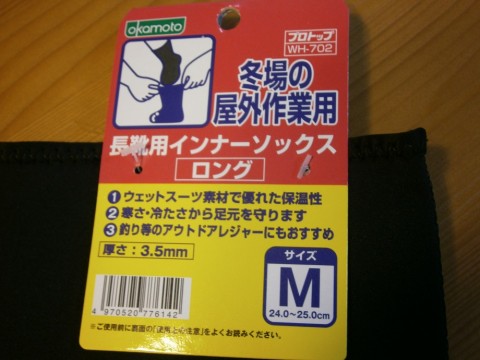 okamoto
プロトップ
WH-702
冬場の
屋外作業用
長靴用インナーソックス
ロング
①ウェットスーツ素材で優れた保温性
②寒さ・冷たさから足元を守ります
③釣り等のアウトドアレジャーにもおすすめ
厚さ:3.5mm
サイズ
M
24.0~25.0cm
4 970520 776142
※ご使用前に裏面の「使用上の注意」をよくお読みください。